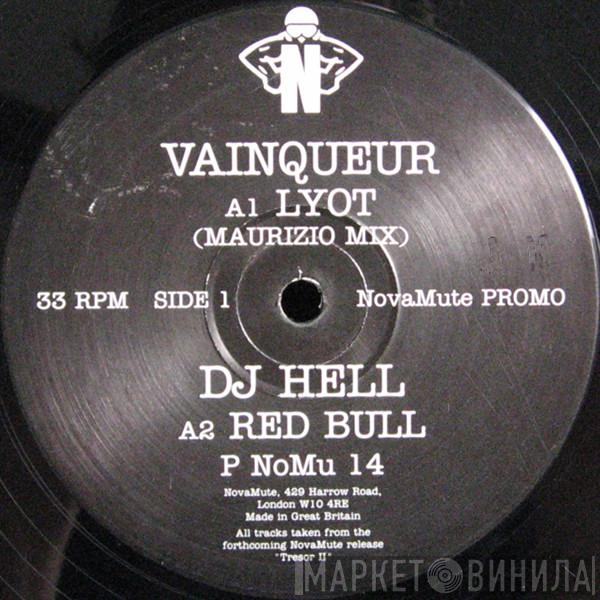 N
VAINQUEUR
A1 LYOT
(MAURIZIO MIX)
33 RPM SIDE 1 NovaMute PROMO
DJ HELL
A2 RED BULL
P NoMu 14
NovaMute, 429 Harrow Road,
London W10 4RE
Made in Great Britain
All tracks taken from the
forthcoming NovaMute release
"Tresor II"
МАРКЕТ ВИНИЛА